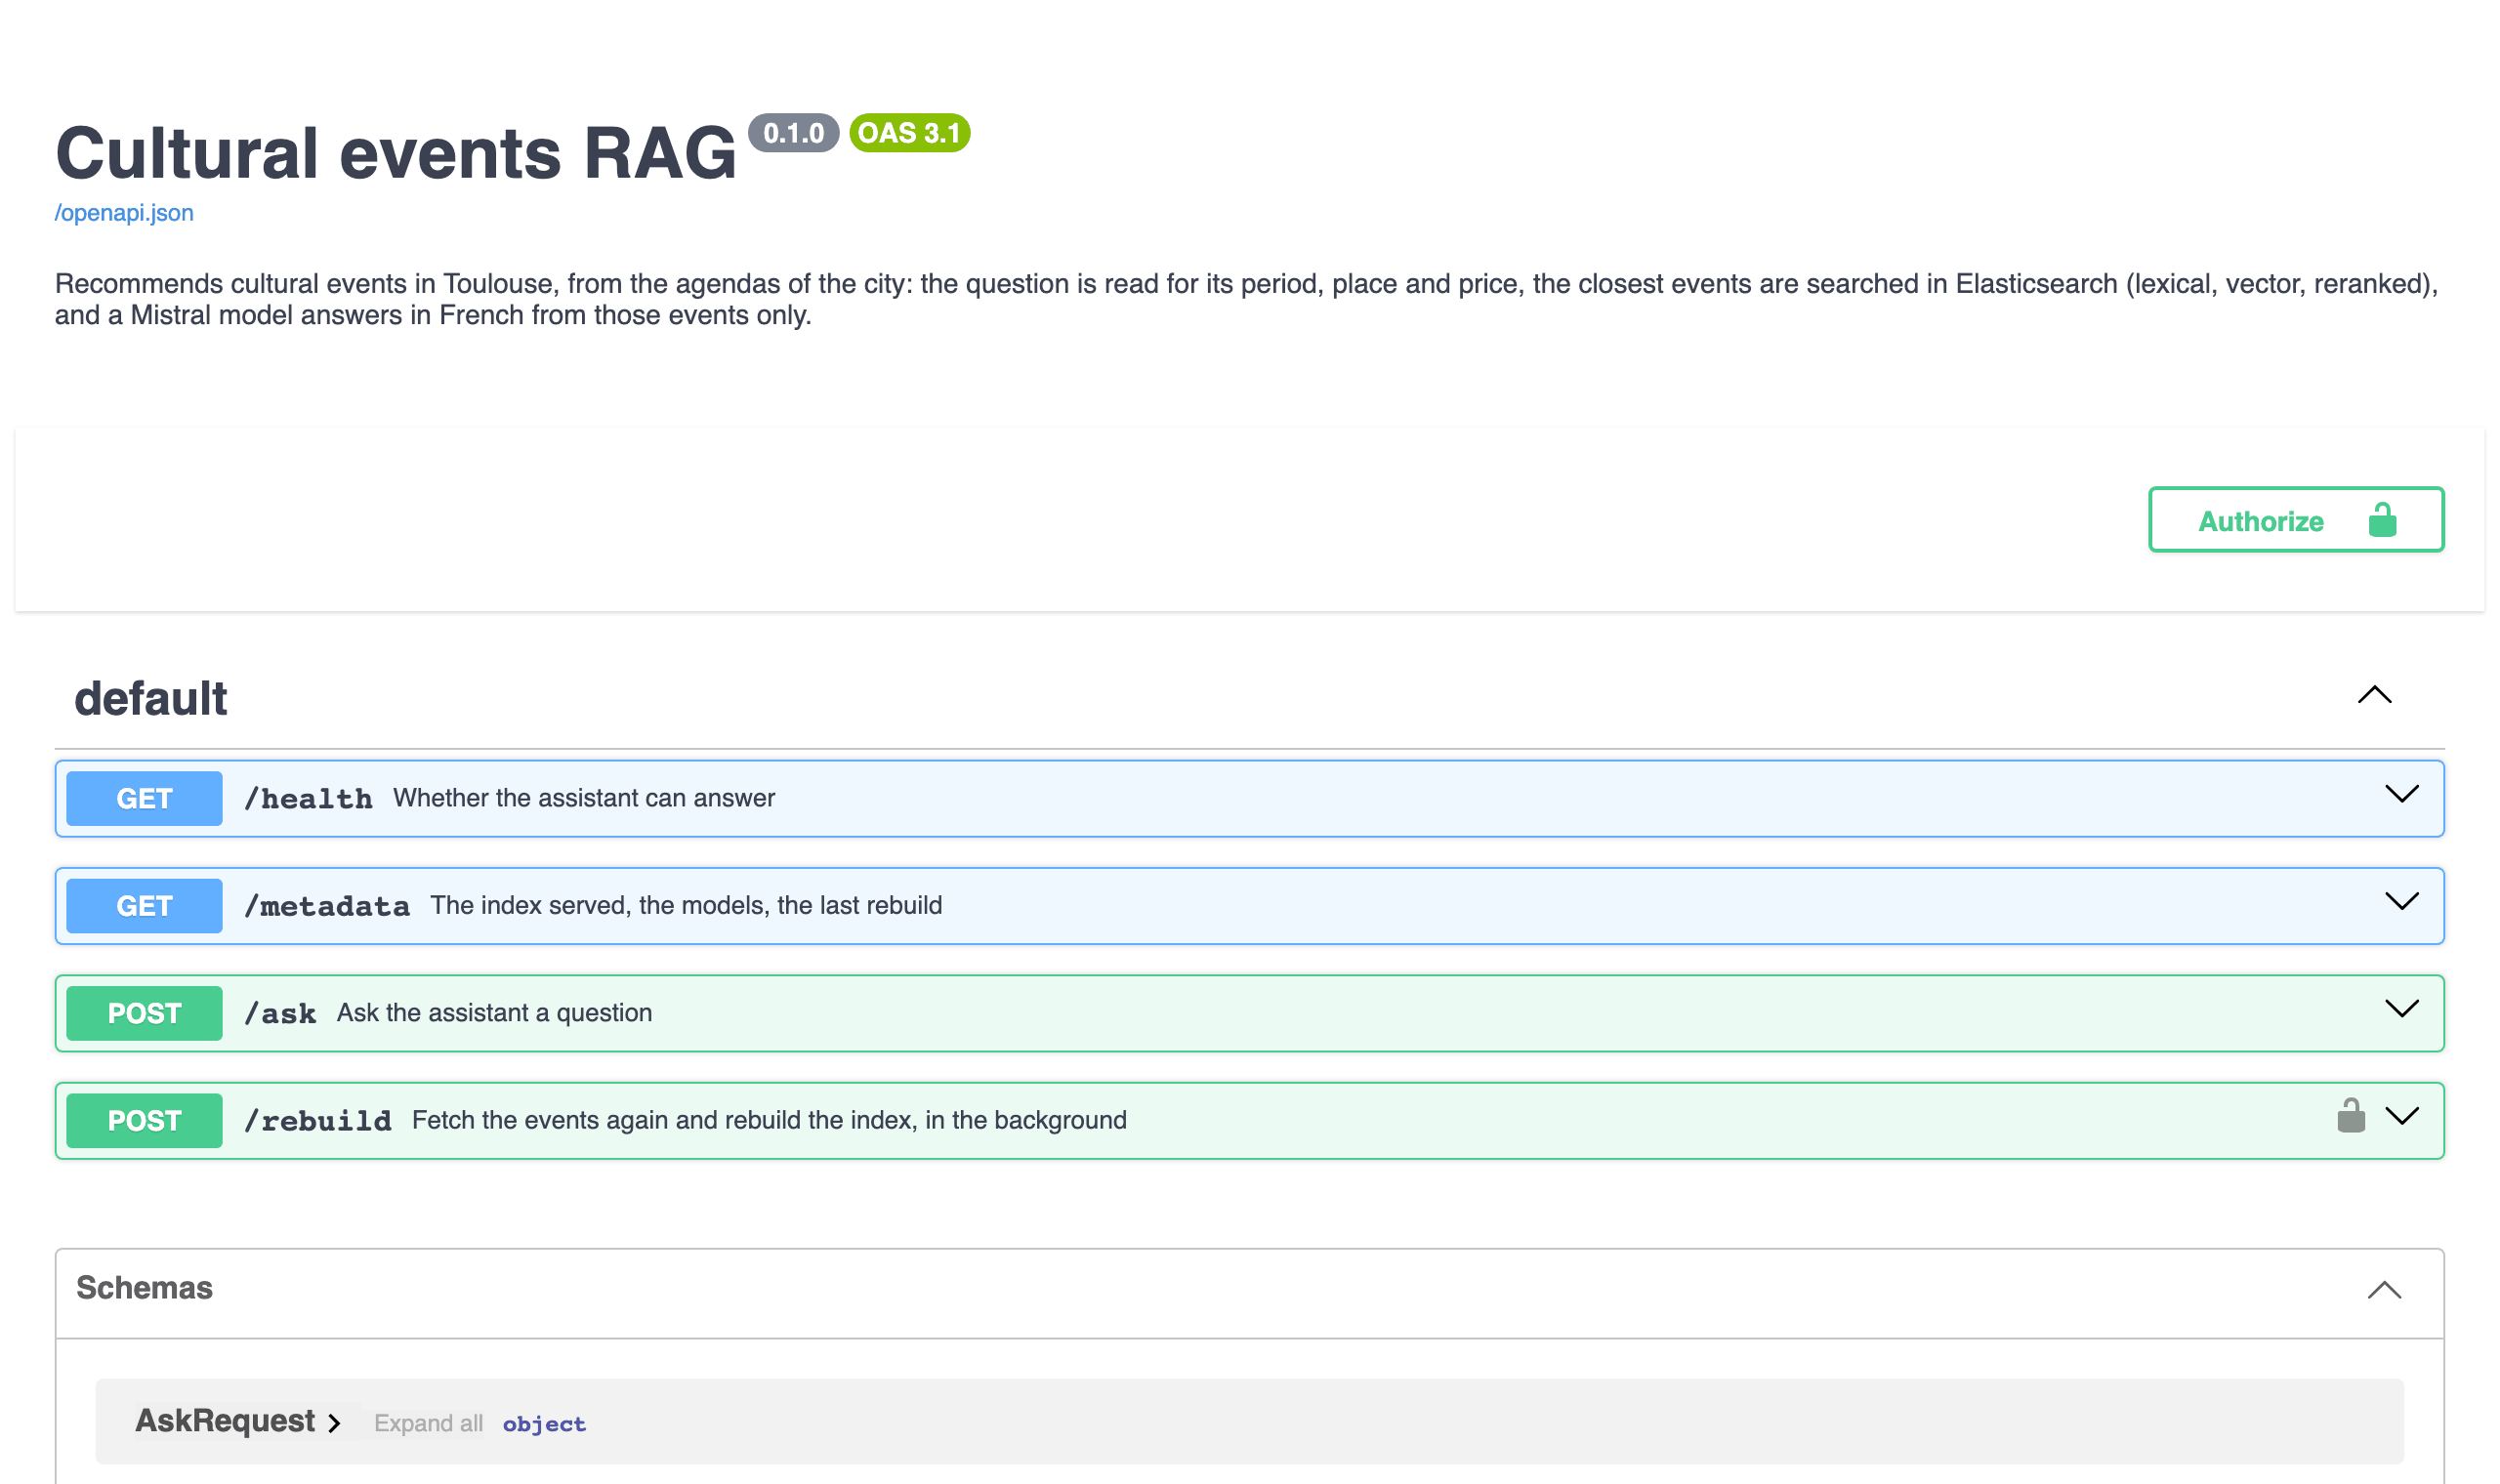 Cultural events RAG 0.1.0 OAS 3.1
/openapi.json
Recommends cultural events in Toulouse, from the agendas of the city: the question is read for its period, place and price, the closest events are searched in Elasticsearch (lexical, vector, reranked),
and a Mistral model answers in French from those events only.
Authorize
default
GET /health Whether the assistant can answer
GET /metadata The index served, the models, the last rebuild
POST /ask Ask the assistant a question
POST /rebuild Fetch the events again and rebuild the index, in the background
Schemas
AskRequest Expand all object